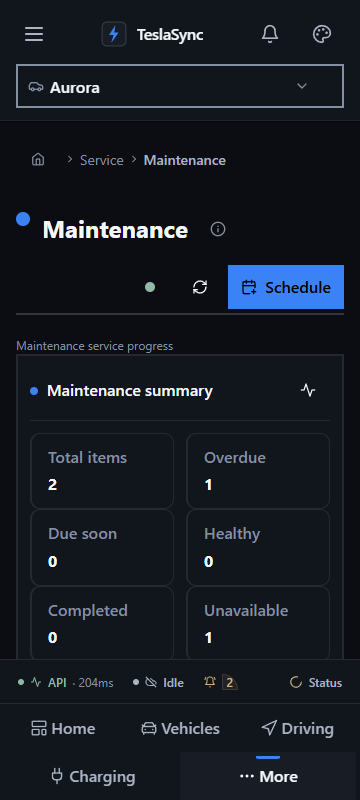 TeslaSync
Aurora
Service Maintenance
Maintenance
Schedule
Maintenance service progress
Maintenance summary
Total items Overdue
2 1
Due soon Healthy
0 0
Completed Unavailable
0 1
API · 204ms Idle 2 Status
Home Vehicles Driving
Charging More